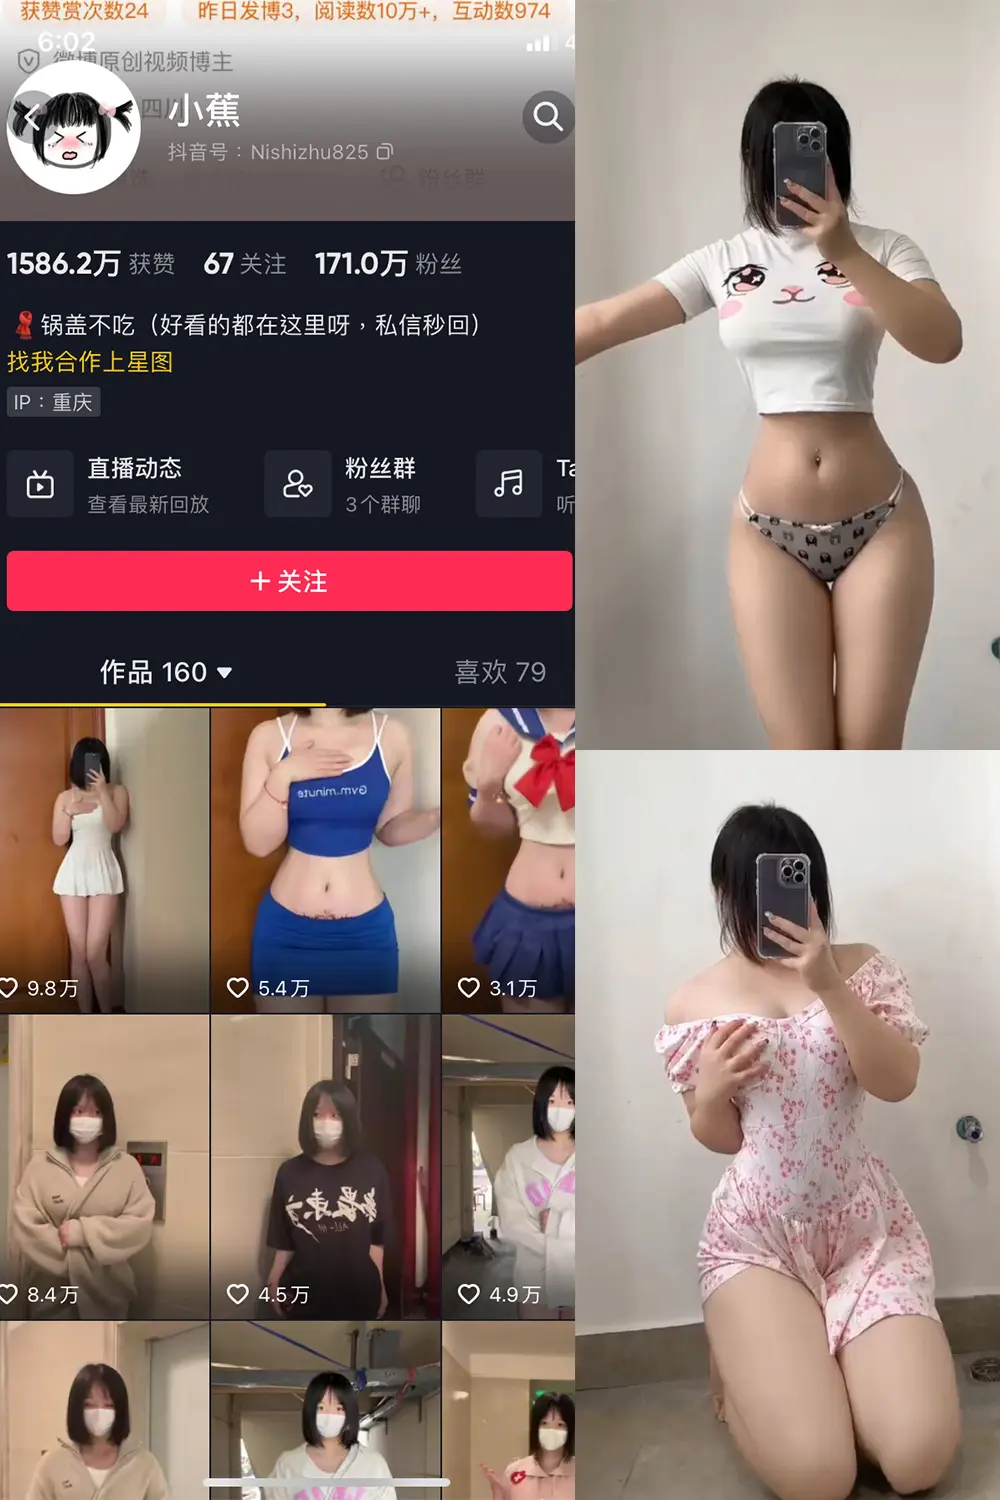 获赞赏次数24 昨日发博3，阅读数10万+，互动数974
6:02
微博原创视频博主
四川
小蕉
抖音号：Nishizhu825
粉丝群
1586.2万 获赞 67 关注 171.0万 粉丝
锅盖不吃（好看的都在这里呀，私信秒回）
找我合作上星图
IP：重庆
直播动态
查看最新回放
粉丝群
3个群聊
听
+ 关注
作品 160
喜欢 79
Gym.minute
9.8万
5.4万
3.1万
8.4万
4.5万
4.9万